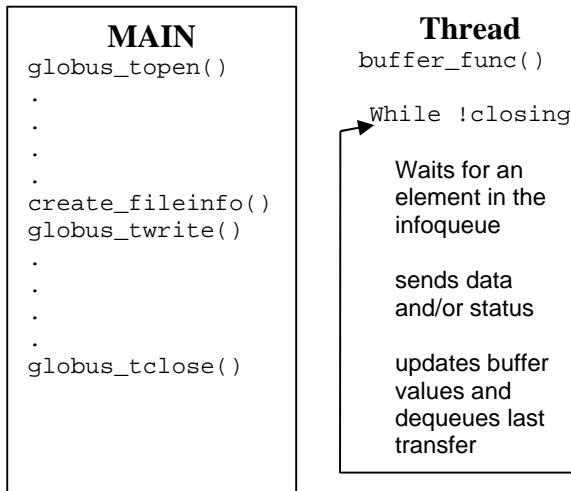 MAIN
globus_topen()
.
.
.
.
create_fileinfo()
globus_twrite()
.
.
.
.
globus_tclose()
Thread
buffer_func()
While !closing
Waits for an
element in the
infoqueue
sends data
and/or status
updates buffer
values and
dequeues last
transfer